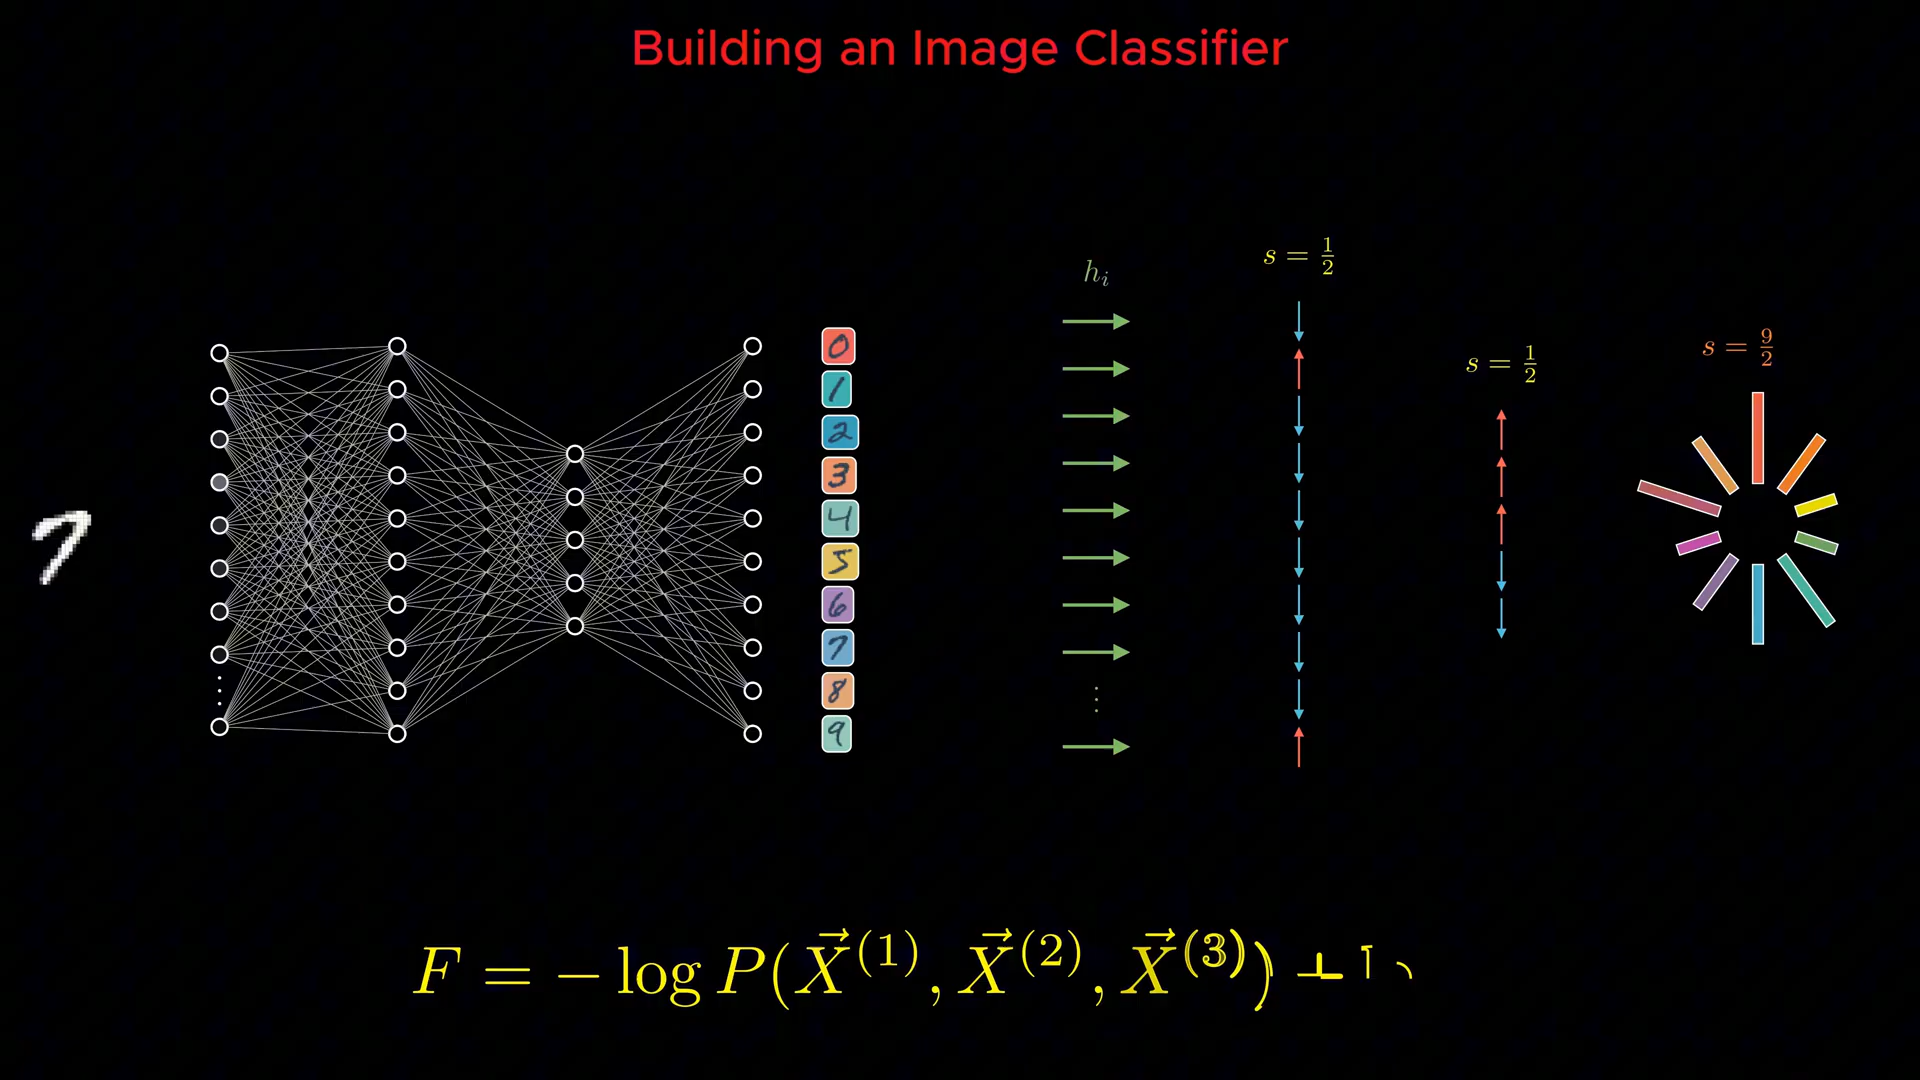 Building an Image Classifier
s = 1/2
h_i
s = 9/2
s = 1/2
0
1
2
3
4
5
6
7
8
9
7
F = − log P(X⃗^(1), X⃗^(2), X⃗^(3)) +